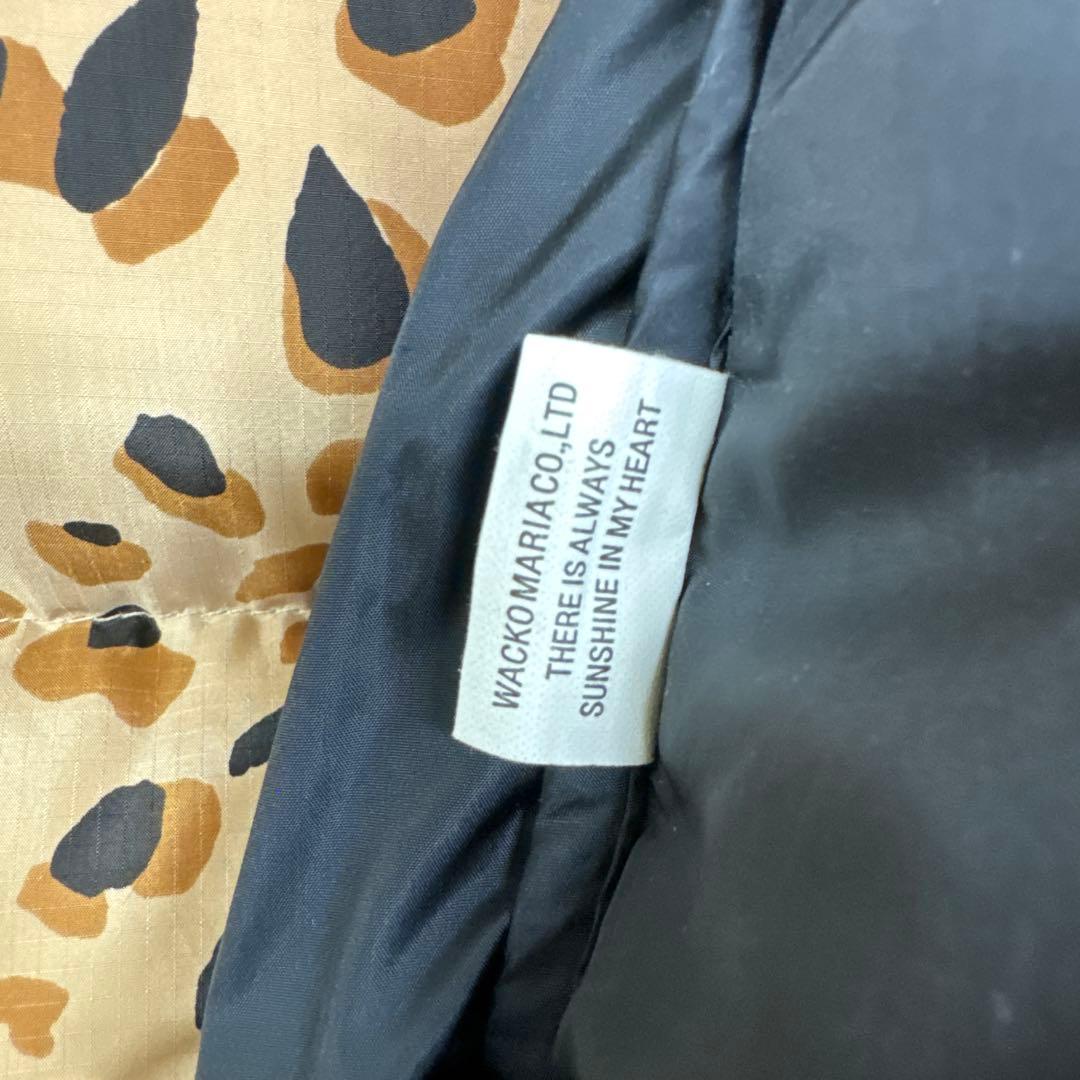 WACKO MARIA CO.,LTD
THERE IS ALWAYS
SUNSHINE IN MY HEART